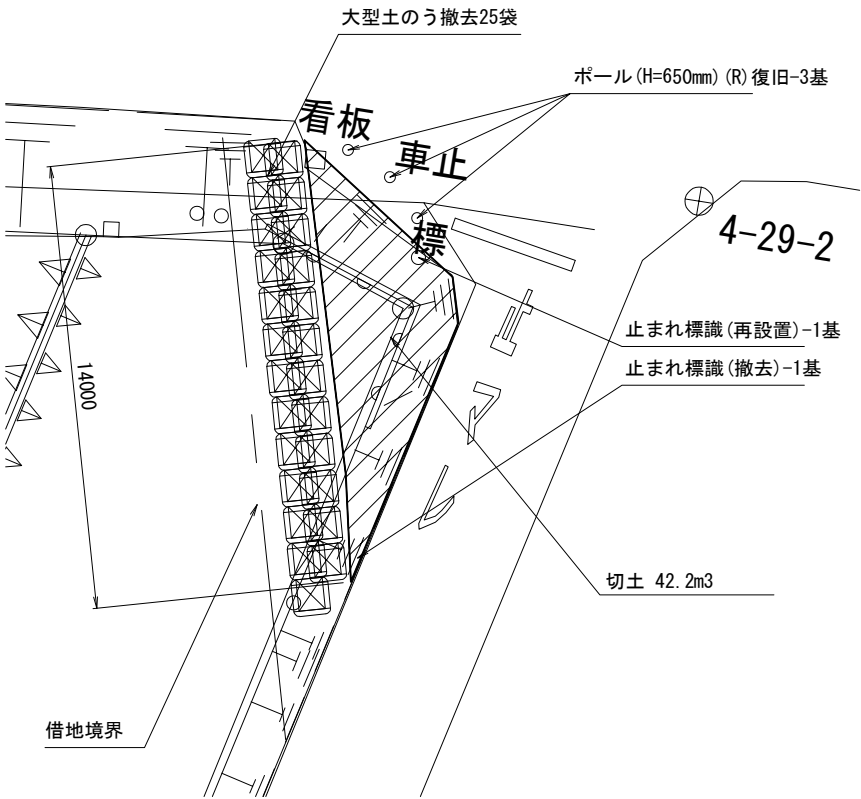 大型土のう撤去25袋
ポール(H=650mm)(R)復旧-3基
看板
車止
標
4-29-2
止まれ標識(再設置)-1基
止まれ標識(撤去)-1基
14000
切土 42.2m3
借地境界